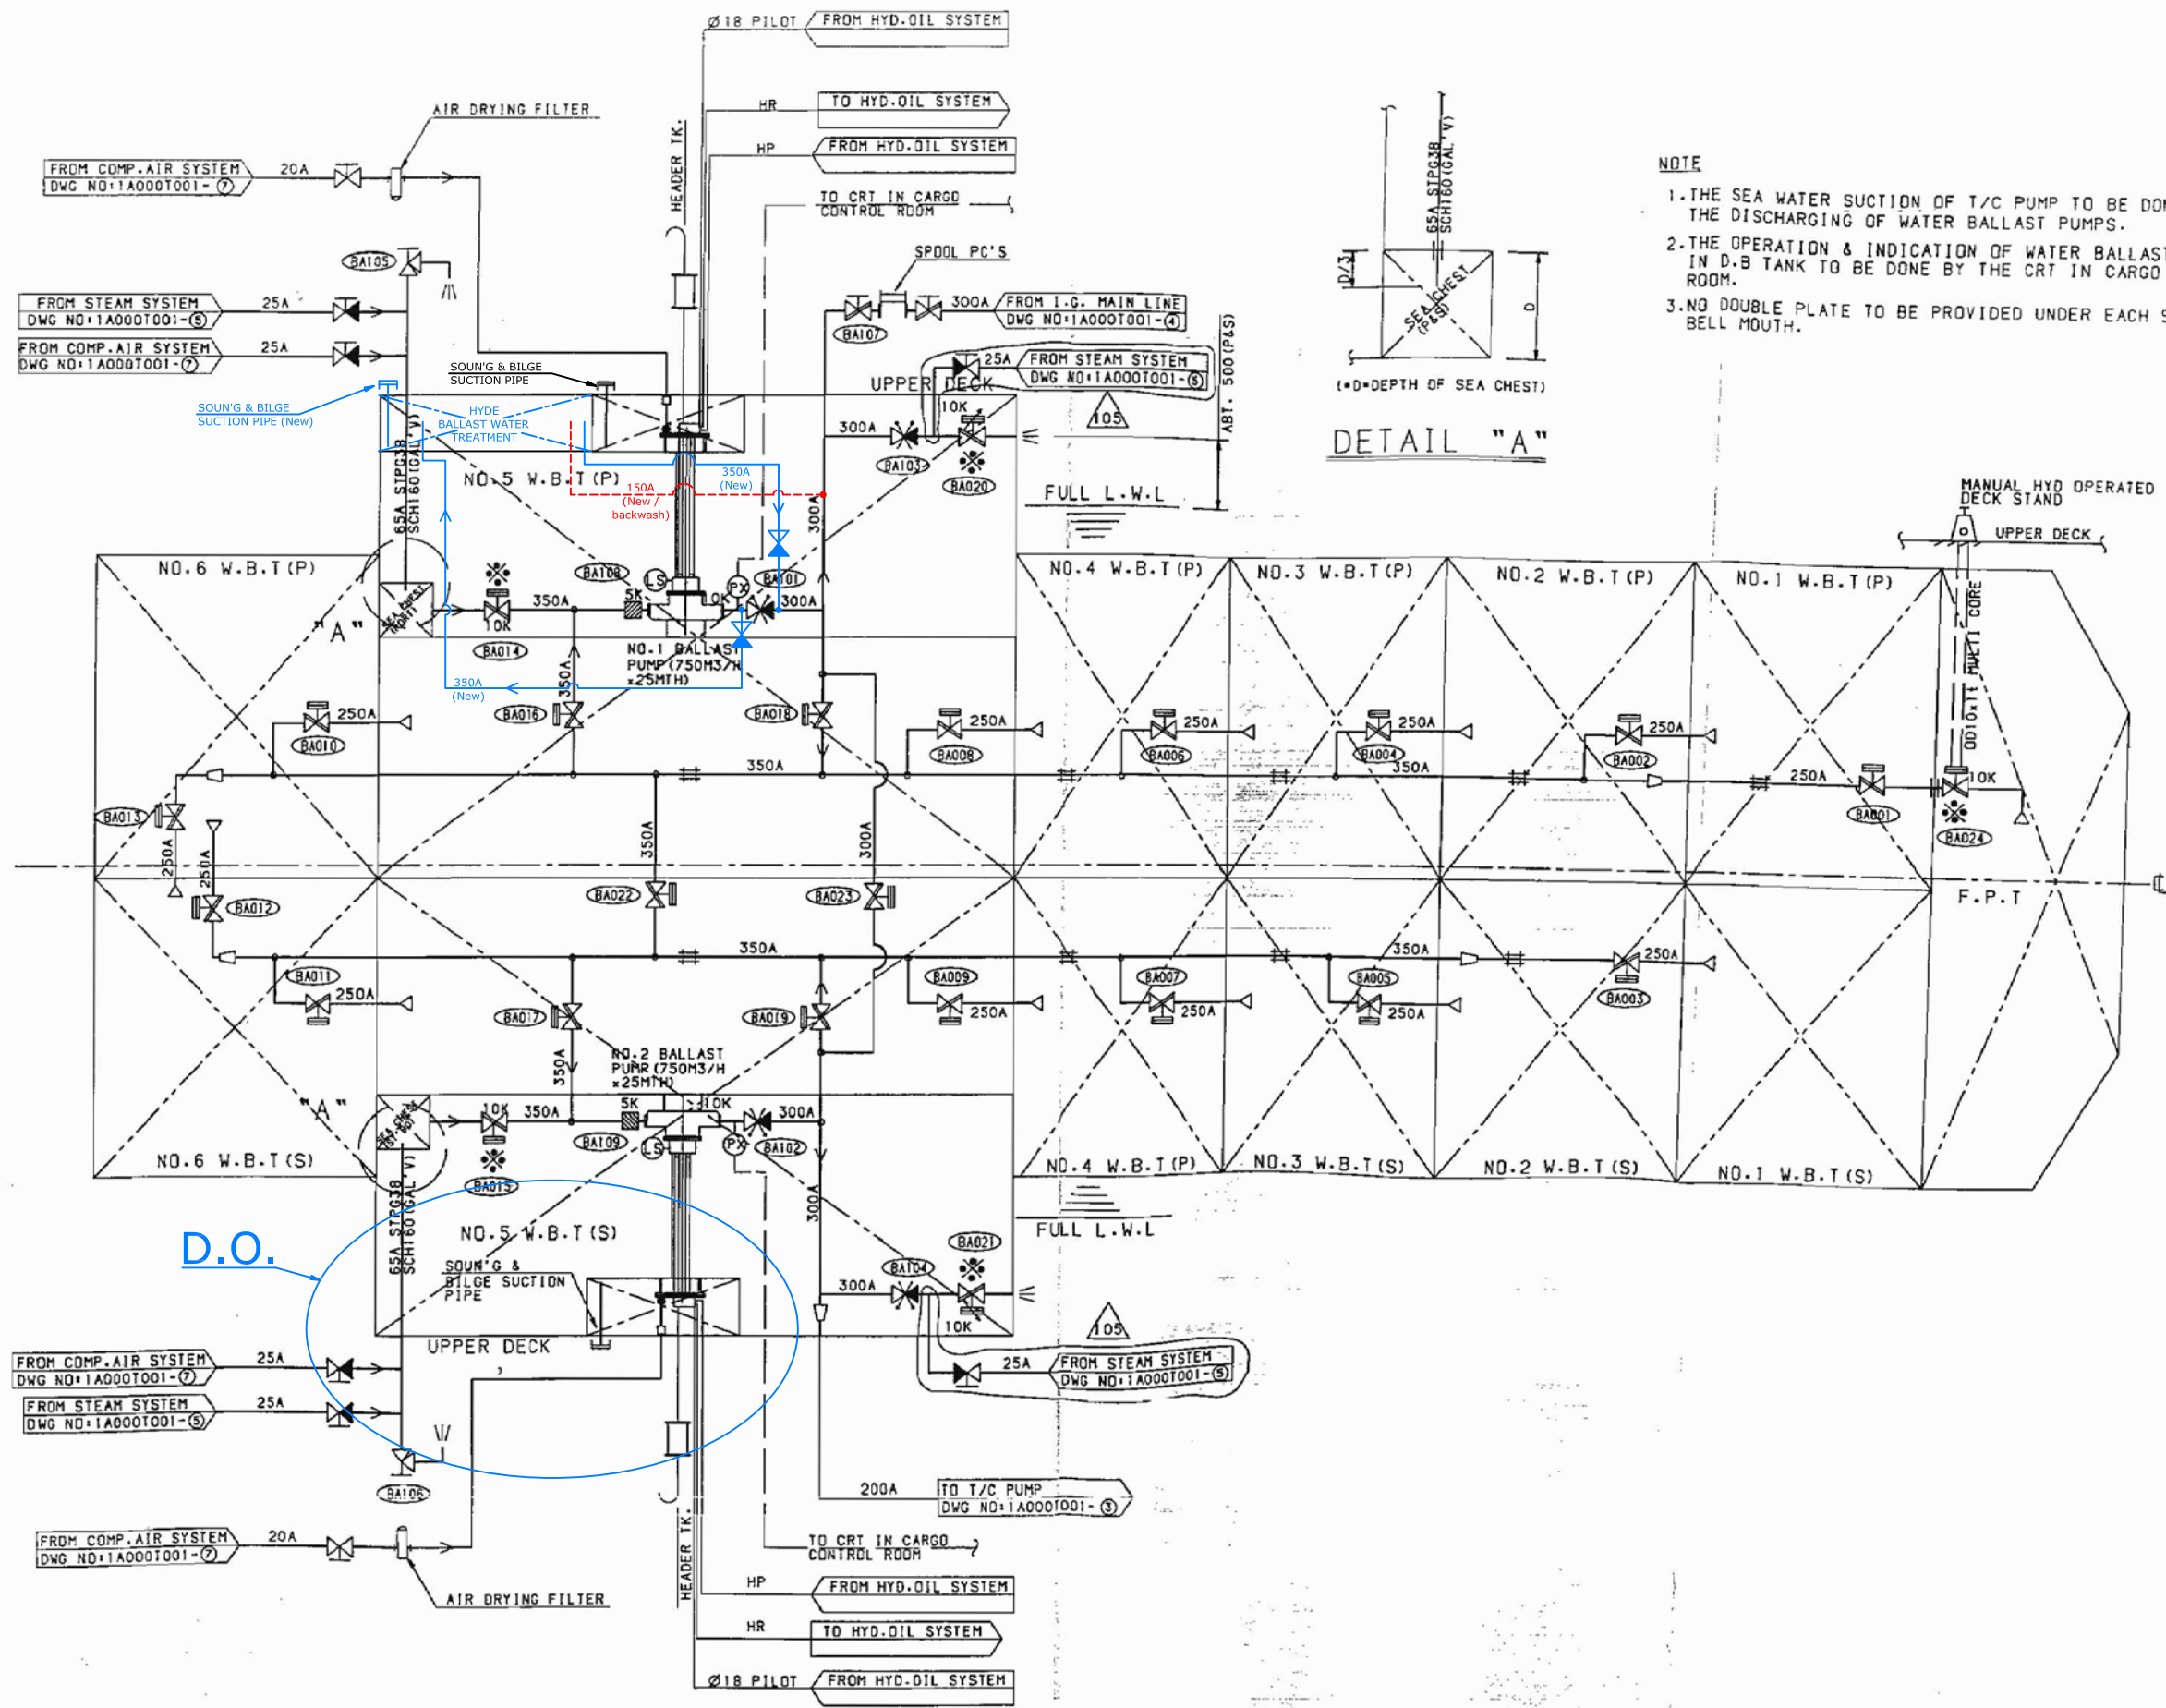 Ø18 PILOT
FROM HYD.OIL SYSTEM
HR
TO HYD.OIL SYSTEM
HP
FROM HYD.OIL SYSTEM
HEADER TK.
TO CRT IN CARGO
CONTROL ROOM
AIR DRYING FILTER
FROM COMP.AIR SYSTEM
DWG NO:1A000T001-⑦
20A
BA105
FROM STEAM SYSTEM
DWG NO:1A000T001-⑤
25A
FROM COMP.AIR SYSTEM
DWG NO:1A000T001-⑦
25A
SPOOL PC'S
BA107
300A
FROM I.G. MAIN LINE
DWG NO:1A000T001-④
25A
FROM STEAM SYSTEM
DWG NO:1A000T001-⑤
UPPER DECK
105
ABT. 500(P&S)
65A STPG38
SCH160(GAL'V)
D/3
D
SEA CHEST
(P&S)
(*D=DEPTH OF SEA CHEST)
DETAIL "A"
NOTE
1.THE SEA WATER SUCTION OF T/C PUMP TO BE
THE DISCHARGING OF WATER BALLAST PUMPS.
2.THE OPERATION & INDICATION OF WATER BALLAST
IN D.B TANK TO BE DONE BY THE CRT IN CARGO
ROOM.
3.NO DOUBLE PLATE TO BE PROVIDED UNDER EACH
BELL MOUTH.
SOUN'G & BILGE
SUCTION PIPE
SOUN'G & BILGE
SUCTION PIPE (New)
HYDE
BALLAST WATER
TREATMENT
65A STPG38
SCH160(GAL'V)
NO.5 W.B.T(P)
150A
(New /
backwash)
350A
(New)
300A
BA103
10K
BA020
300A
FULL L.W.L
MANUAL HYD OPERATED
DECK STAND
UPPER DECK
OD10x11 MULTI CORE
NO.6 W.B.T(P)
"A"
10K
BA014
350A
5K
BA108
LS
10K
PX
BA101
300A
NO.1 BALLAST
PUMP(750M3/H
x25MTH)
350A
(New)
350A
NO.4 W.B.T(P)
NO.3 W.B.T(P)
NO.2 W.B.T(P)
NO.1 W.B.T(P)
BA010
250A
BA016
BA018
BA008
250A
BA006
250A
BA004
250A
BA002
250A
350A
350A
250A
BA001
10K
BA024
BA013
250A
250A
BA012
350A
BA022
300A
BA023
F.P.T
350A
350A
BA011
250A
BA017
BA019
BA009
250A
BA007
250A
BA005
250A
BA003
250A
350A
NO.2 BALLAST
PUMP(750M3/H
x25MTH)
"A"
10K
350A
5K
10K
300A
BA109
LS
PX
BA102
BA015
NO.6 W.B.T(S)
NO.4 W.B.T(P)
NO.3 W.B.T(S)
NO.2 W.B.T(S)
NO.1 W.B.T(S)
65A STPG38
SCH160(GAL'V)
300A
FULL L.W.L
NO.5 W.B.T(S)
D.O.
SOUN'G &
BILGE SUCTION
PIPE
UPPER DECK
300A
BA104
BA021
10K
105
25A
FROM STEAM SYSTEM
DWG NO:1A000T001-⑤
FROM COMP.AIR SYSTEM
DWG NO:1A000T001-⑦
25A
FROM STEAM SYSTEM
DWG NO:1A000T001-⑤
25A
BA106
200A
TO T/C PUMP
DWG NO:1A000T001-③
FROM COMP.AIR SYSTEM
DWG NO:1A000T001-⑦
20A
AIR DRYING FILTER
HEADER TK.
TO CRT IN CARGO
CONTROL ROOM
HP
FROM HYD.OIL SYSTEM
HR
TO HYD.OIL SYSTEM
Ø18 PILOT
FROM HYD.OIL SYSTEM